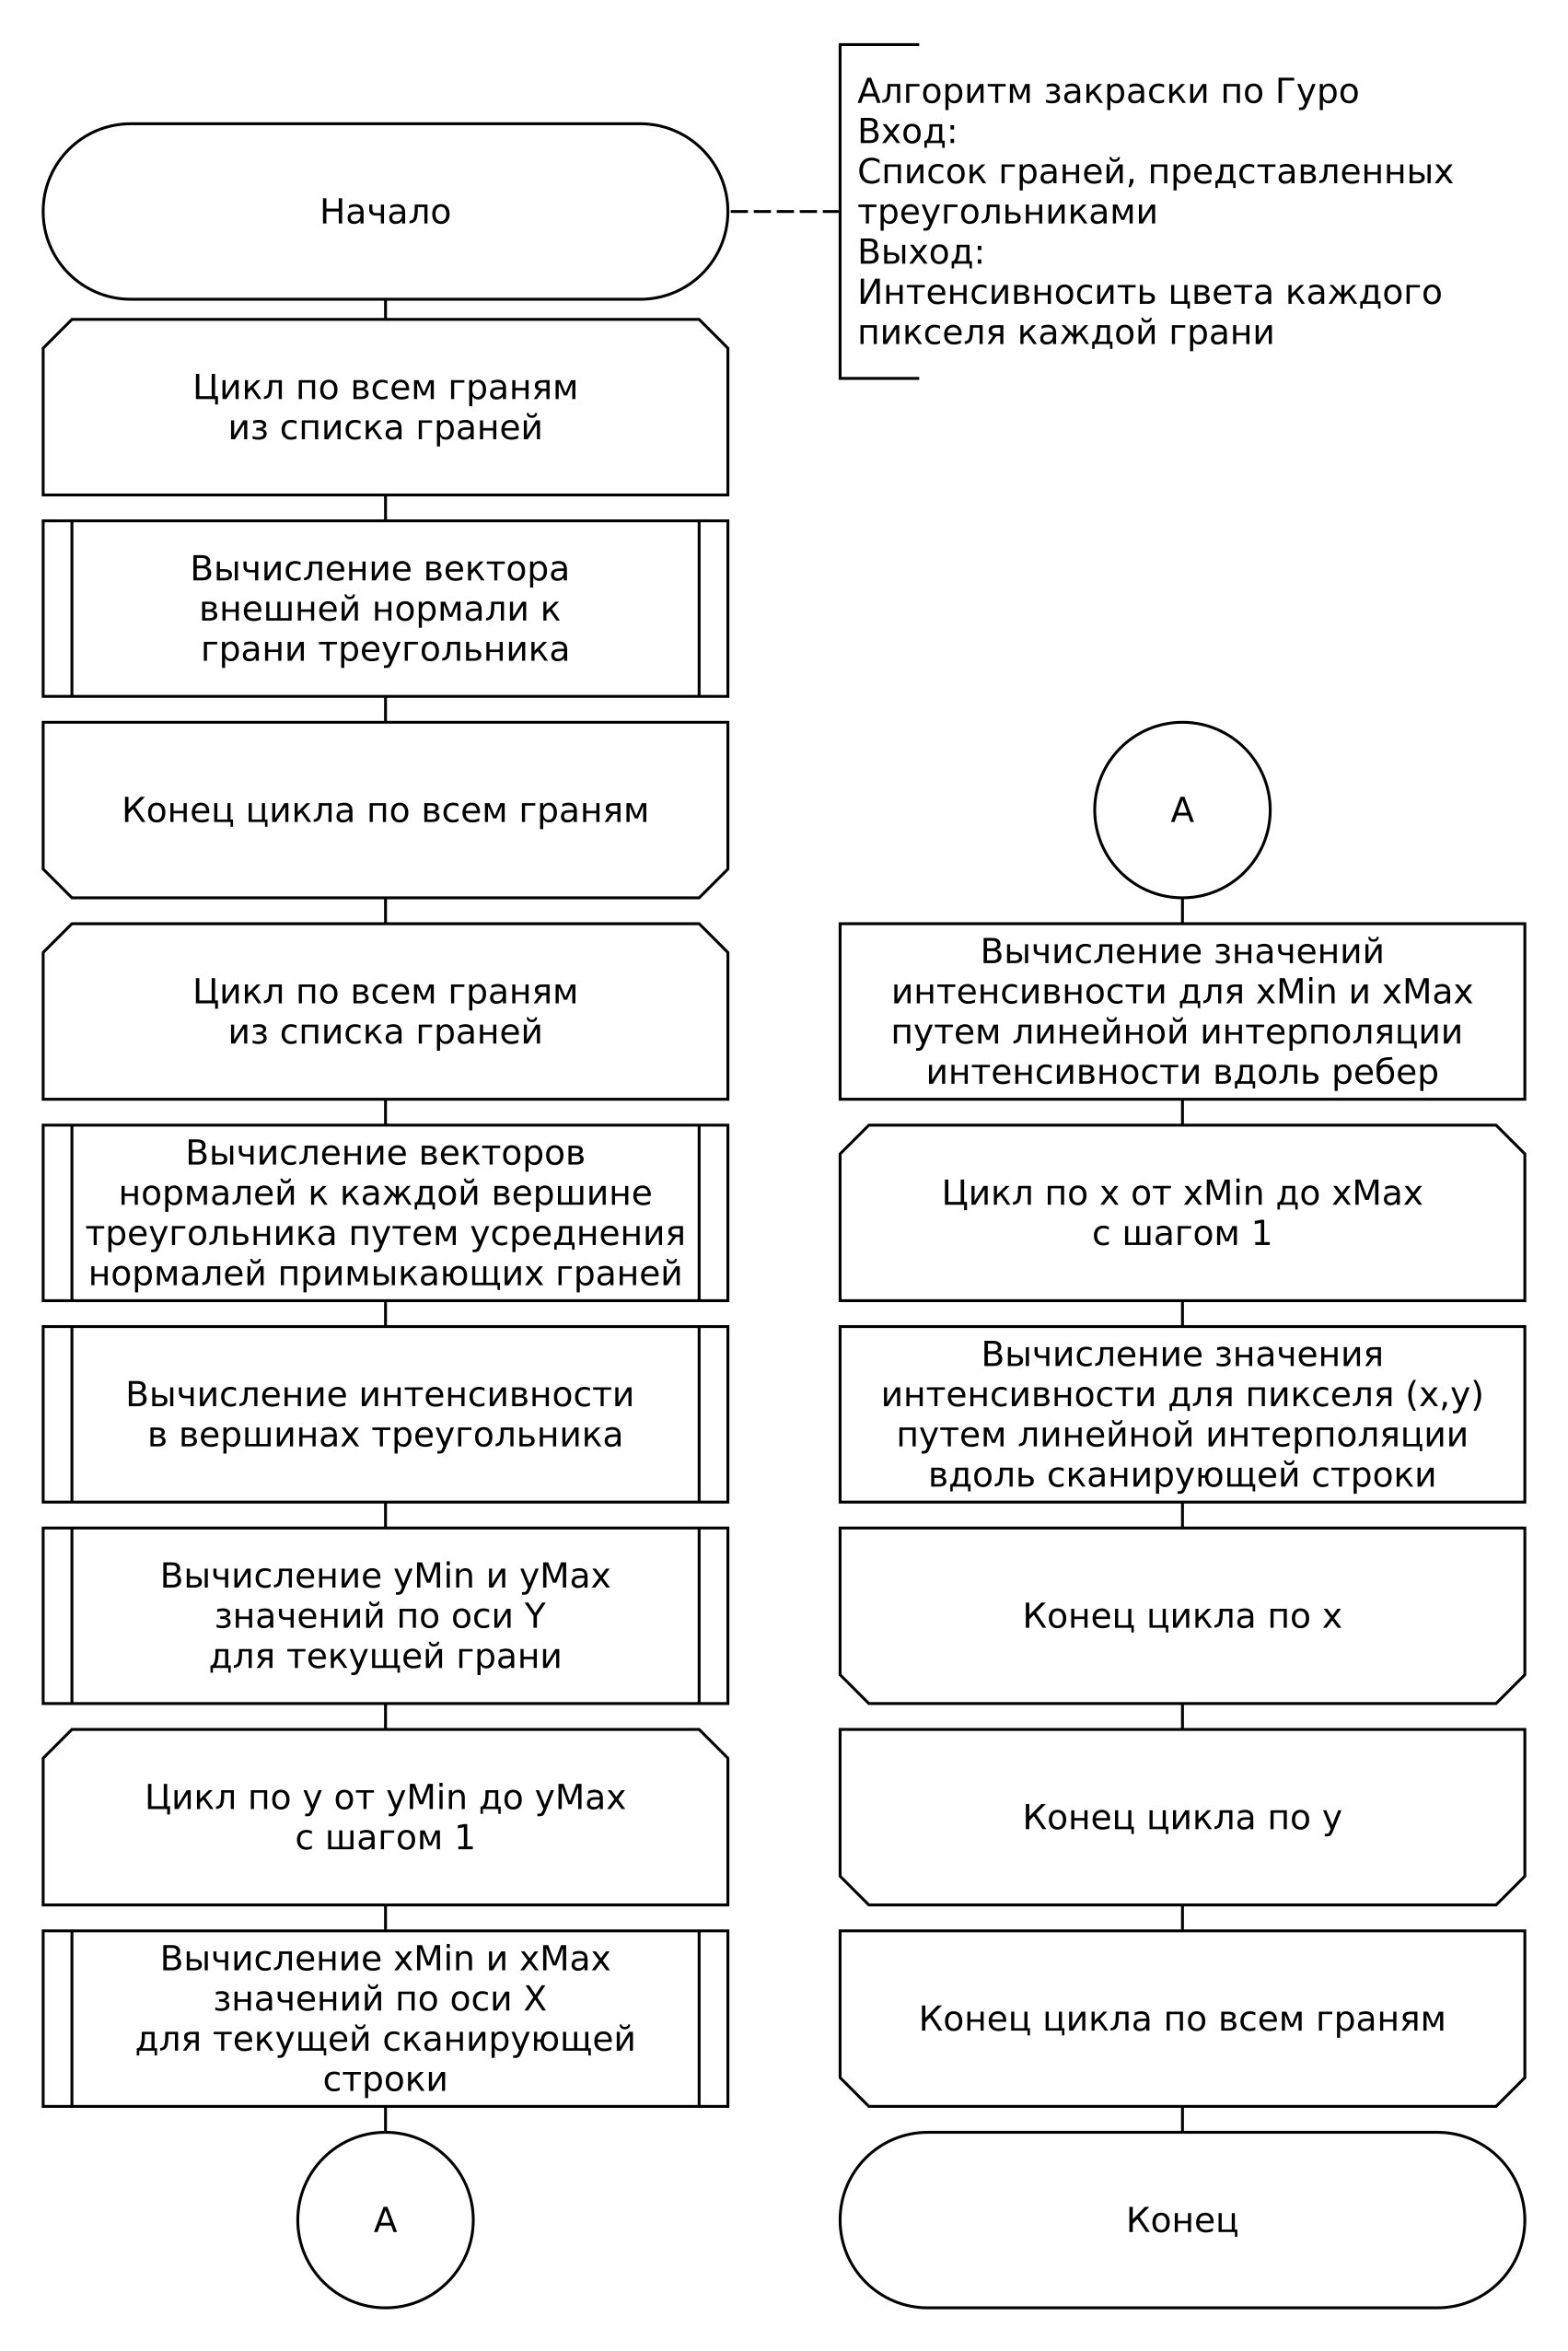 Начало
Алгоритм закраски по Гуро
Вход:
Список граней, представленных
треугольниками
Выход:
Интенсивносить цвета каждого
пикселя каждой грани
Цикл по всем граням
из списка граней
Вычисление вектора
внешней нормали к
грани треугольника
Конец цикла по всем граням
Цикл по всем граням
из списка граней
Вычисление векторов
нормалей к каждой вершине
треугольника путем усреднения
нормалей примыкающих граней
Вычисление интенсивности
в вершинах треугольника
Вычисление yMin и yMax
значений по оси Y
для текущей грани
Цикл по y от yMin до yMax
с шагом 1
Вычисление xMin и xMax
значений по оси X
для текущей сканирующей
строки
А
А
Вычисление значений
интенсивности для xMin и xMax
путем линейной интерполяции
интенсивности вдоль ребер
Цикл по x от xMin до xMax
с шагом 1
Вычисление значения
интенсивности для пикселя (x,y)
путем линейной интерполяции
вдоль сканирующей строки
Конец цикла по x
Конец цикла по y
Конец цикла по всем граням
Конец